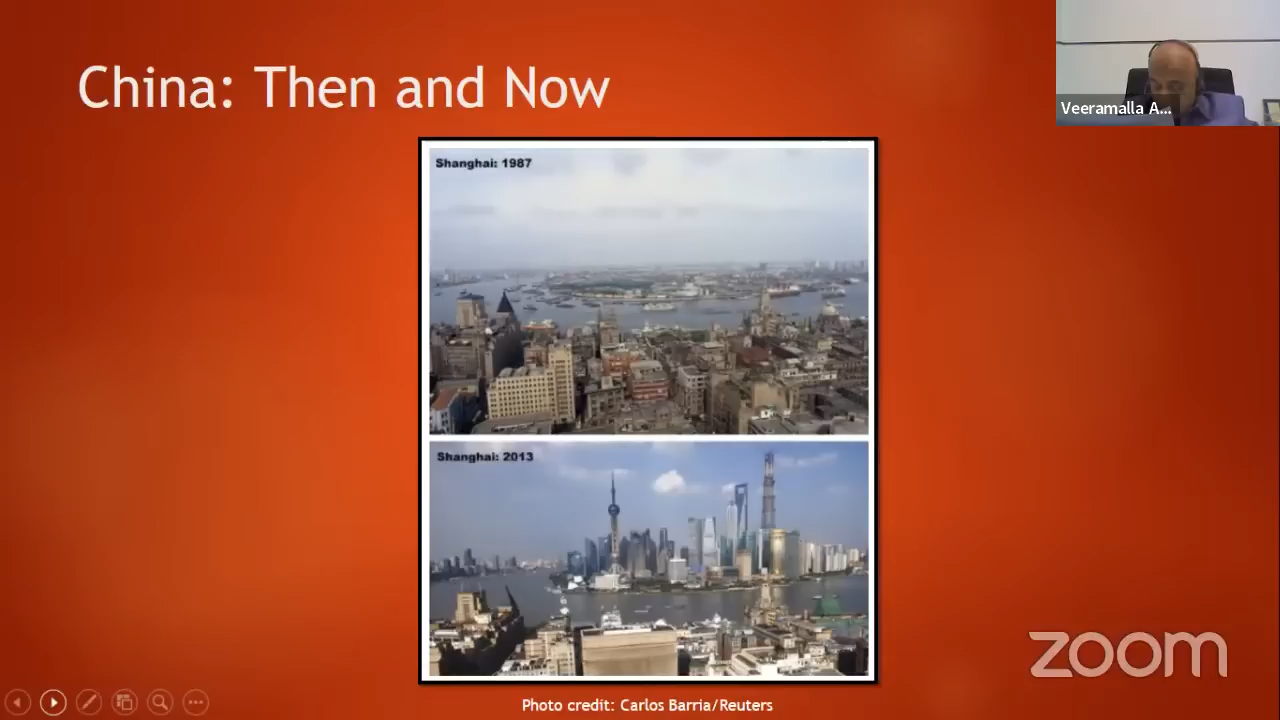 China: Then and Now
Veeramalla A...
Shanghai: 1987
Shanghai: 2013
zoom
Photo credit: Carlos Barria/Reuters